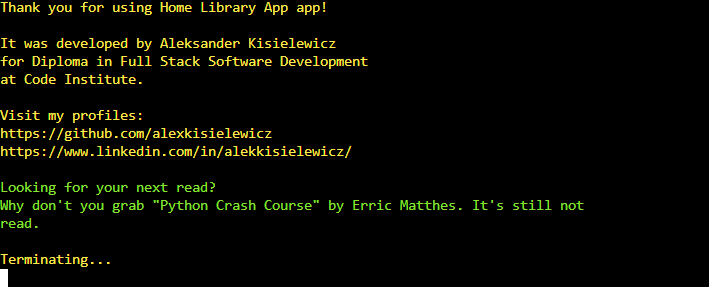 Thank you for using Home Library App app!
It was developed by Aleksander Kisielewicz
for Diploma in Full Stack Software Development
at Code Institute.
Visit my profiles:
https://github.com/alexkisielewicz
https://www.linkedin.com/in/alekkisielewicz/
Looking for your next read?
Why don't you grab "Python Crash Course" by Erric Matthes. It's still not
read.
Terminating...